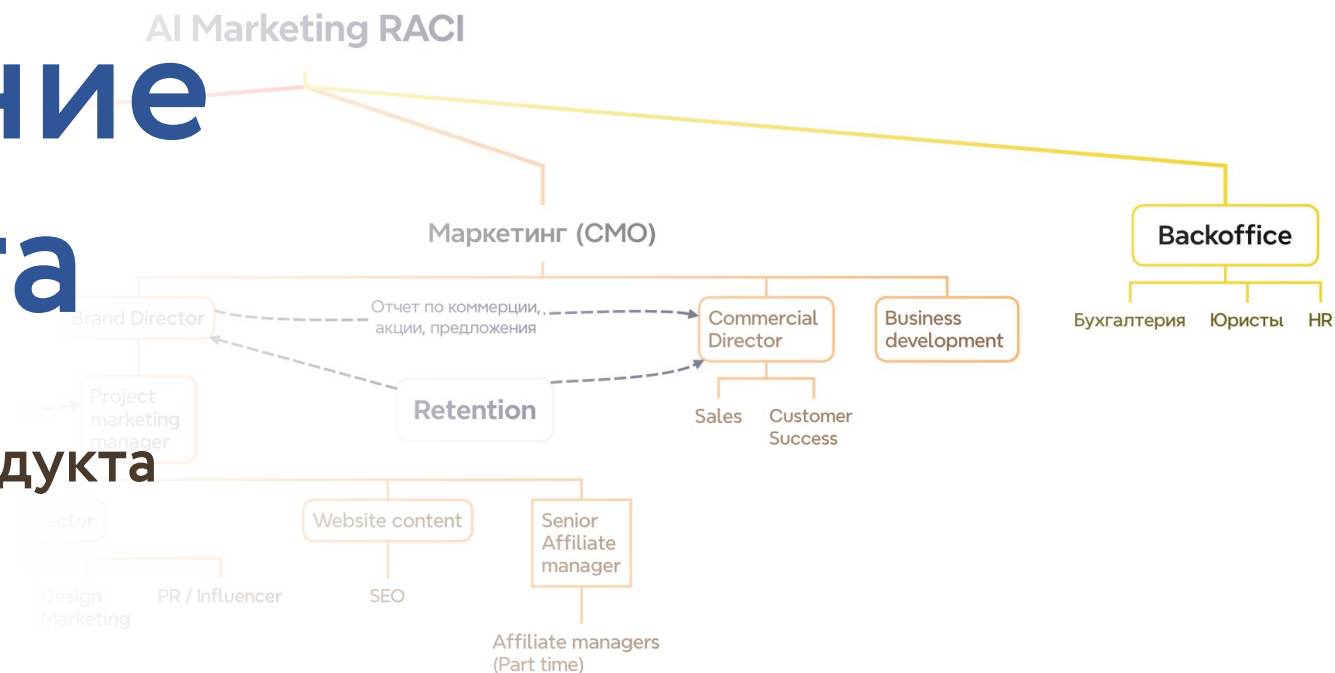 AI Marketing RACI
ние
та
Маркетинг (СМО)
Backoffice
Brand Director
Отчет по коммерции,
акции, предложения
Commercial
Director
Business
development
Бухгалтерия
Юристы
HR
Project
marketing
manager
Retention
Sales
Customer
Success
дукта
rector
Website content
Senior
Affiliate
manager
Design
Marketing
PR / Influencer
SEO
Affiliate managers
(Part time)